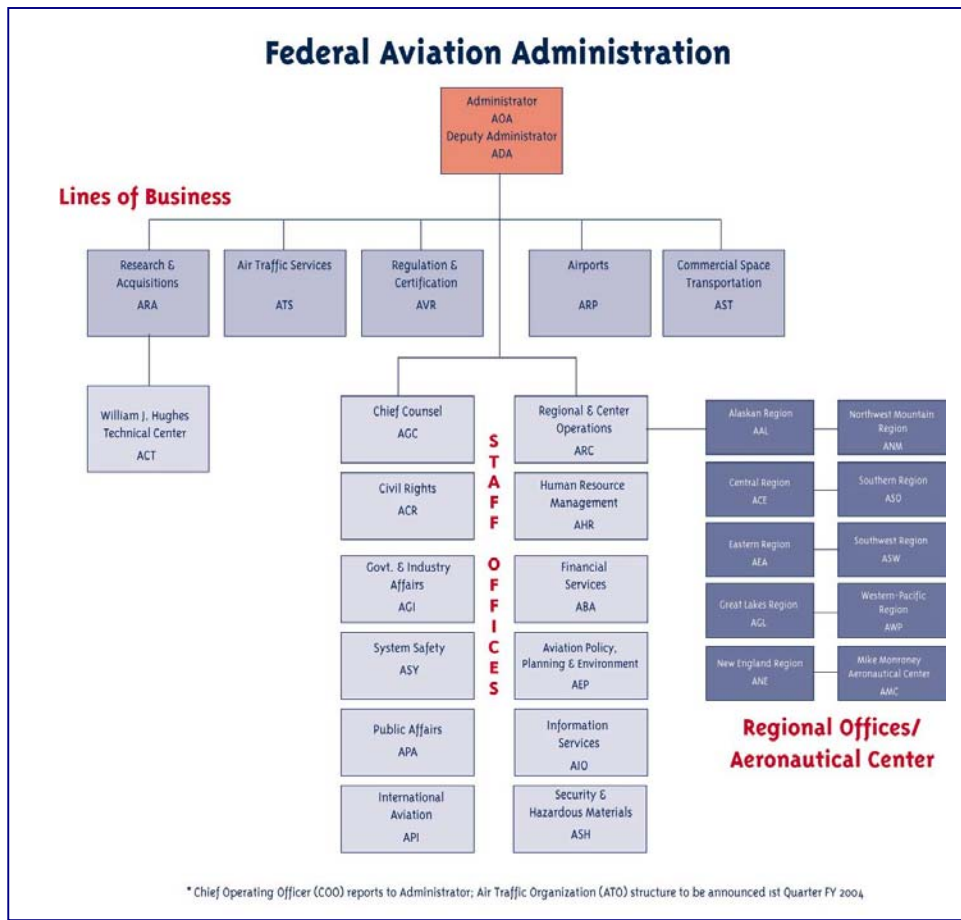 Federal Aviation Administration
Administrator
AOA
Deputy Administrator
ADA
Lines of Business
Research &
Acquisitions
ARA
Air Traffic Services
ATS
Regulation &
Certification
AVR
Airports
ARP
Commercial Space
Transportation
AST
William J. Hughes
Technical Center
ACT
Chief Counsel
AGC
Civil Rights
ACR
Govt. & Industry
Affairs
AGI
System Safety
ASY
Public Affairs
APA
International
Aviation
API
STAFF OFFICES
Regional & Center
Operations
ARC
Human Resource
Management
AHR
Financial
Services
ABA
Aviation Policy,
Planning & Environment
AEP
Information
Services
AIO
Security &
Hazardous Materials
ASH
Alaskan Region
AAL
Northwest Mountain
Region
ANM
Central Region
ACE
Southern Region
ASO
Eastern Region
AEA
Southwest Region
ASW
Great Lakes Region
AGL
Western-Pacific
Region
AWP
New England Region
ANE
Mike Monroney
Aeronautical Center
AMC
Regional Offices/
Aeronautical Center
* Chief Operating Officer (COO) reports to Administrator; Air Traffic Organization (ATO) structure to be announced 1st Quarter FY 2004